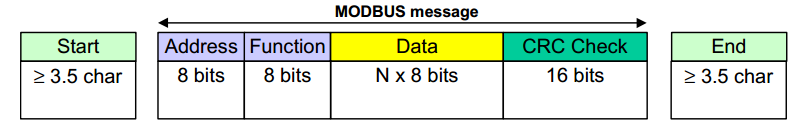 MODBUS message
Start Address Function Data CRC Check End
≥ 3.5 char 8 bits 8 bits N x 8 bits 16 bits ≥ 3.5 char